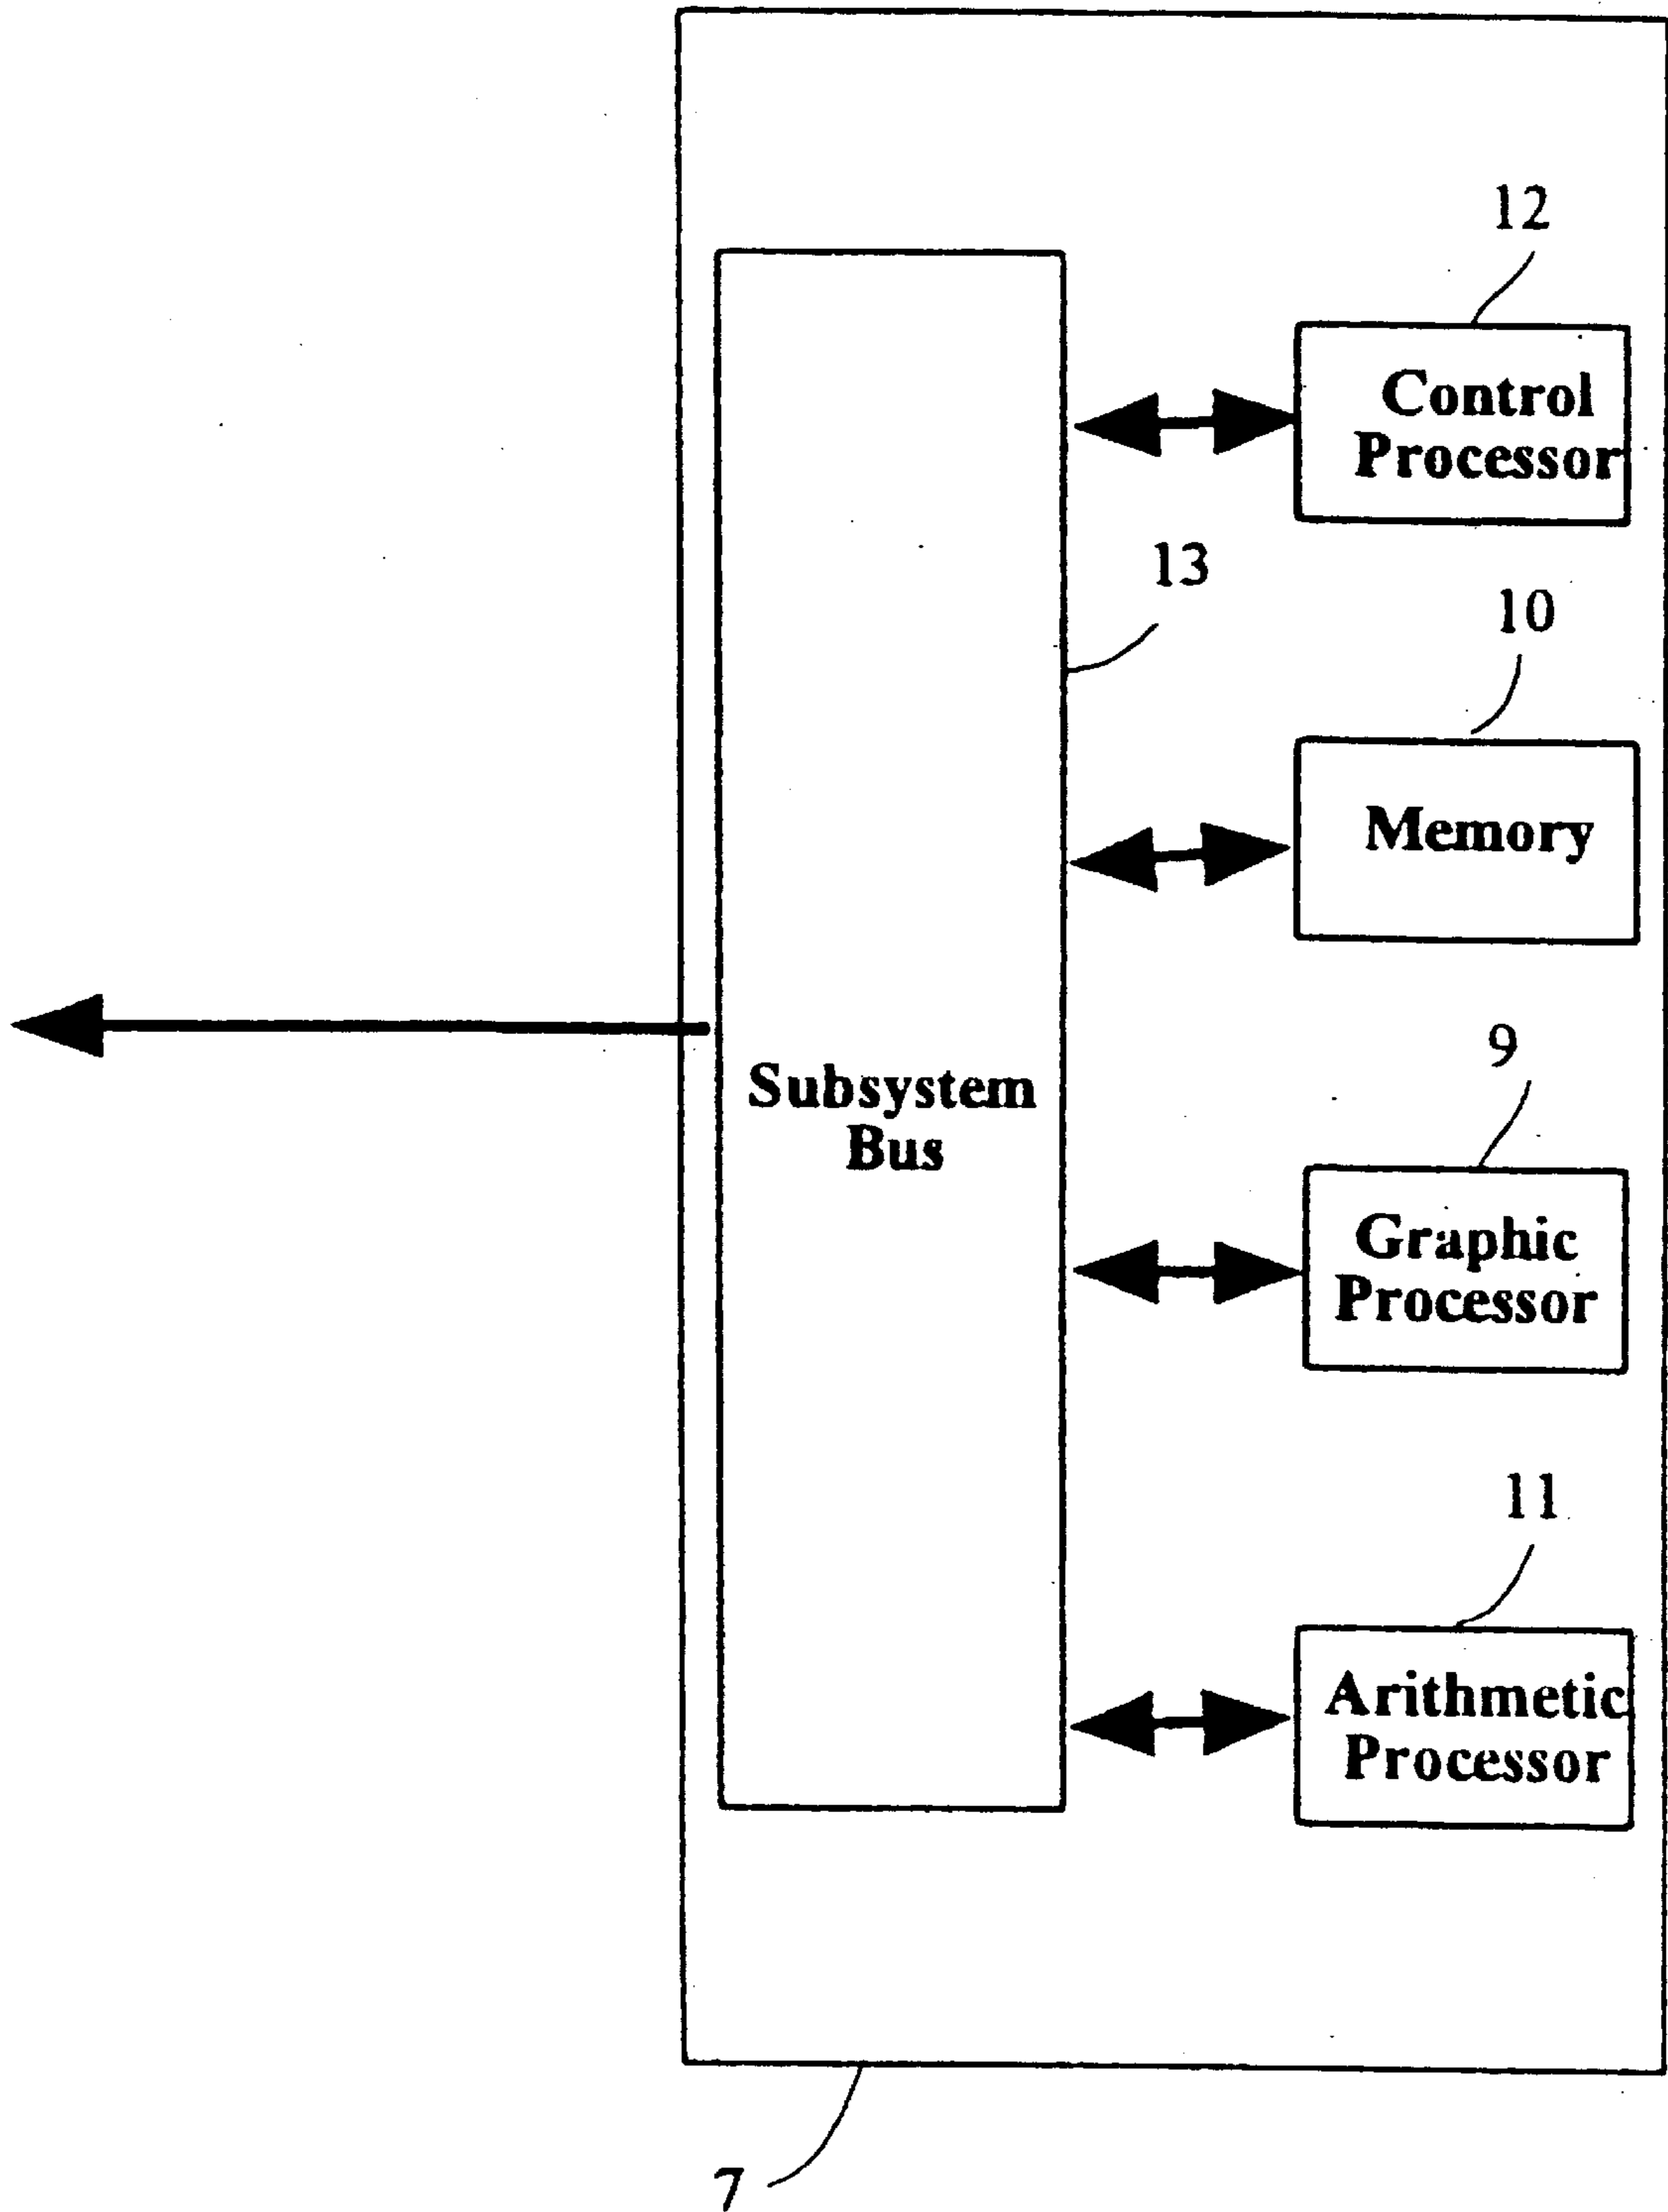 12
Control
Processor
13
10
Memory
9
Subsystem
Bus
Graphic
Processor
11
Arithmetic
Processor
7